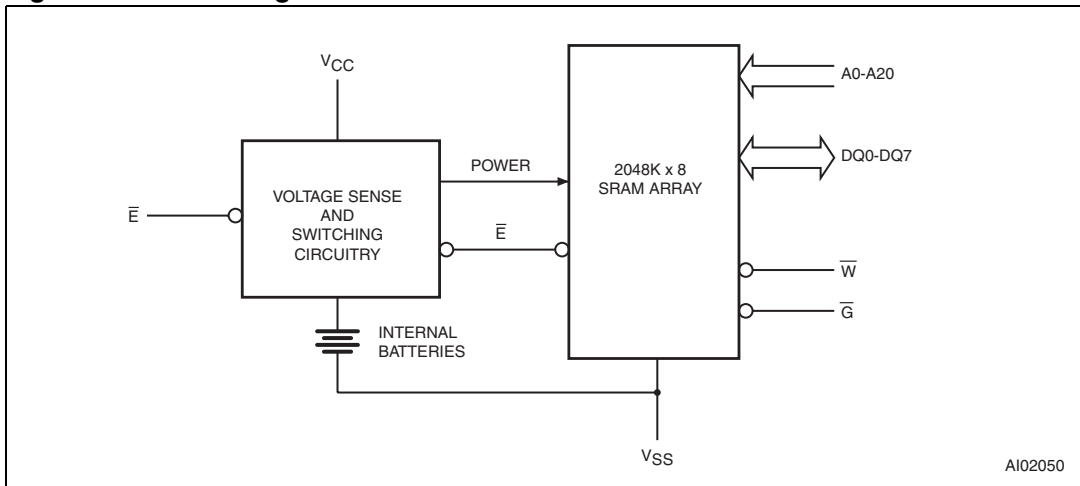 VCC
A0-A20
DQ0-DQ7
POWER
2048K x 8
SRAM ARRAY
E̅
VOLTAGE SENSE
AND
SWITCHING
CIRCUITRY
E̅
W̅
G̅
INTERNAL
BATTERIES
VSS
AI02050